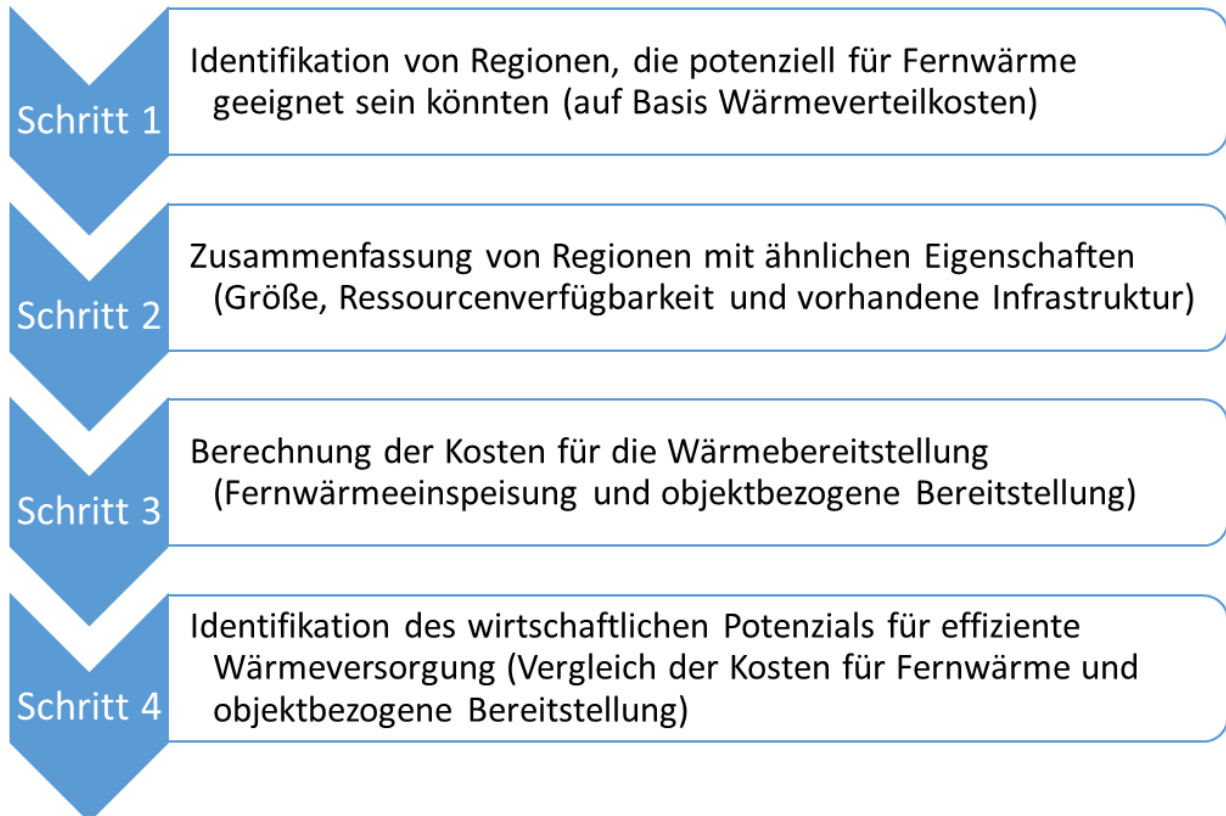 Schritt 1
Identifikation von Regionen, die potenziell für Fernwärme
geeignet sein könnten (auf Basis Wärmeverteilkosten)
Schritt 2
Zusammenfassung von Regionen mit ähnlichen Eigenschaften
(Größe, Ressourcenverfügbarkeit und vorhandene Infrastruktur)
Schritt 3
Berechnung der Kosten für die Wärmebereitstellung
(Fernwärmeeinspeisung und objektbezogene Bereitstellung)
Schritt 4
Identifikation des wirtschaftlichen Potenzials für effiziente
Wärmeversorgung (Vergleich der Kosten für Fernwärme und
objektbezogene Bereitstellung)